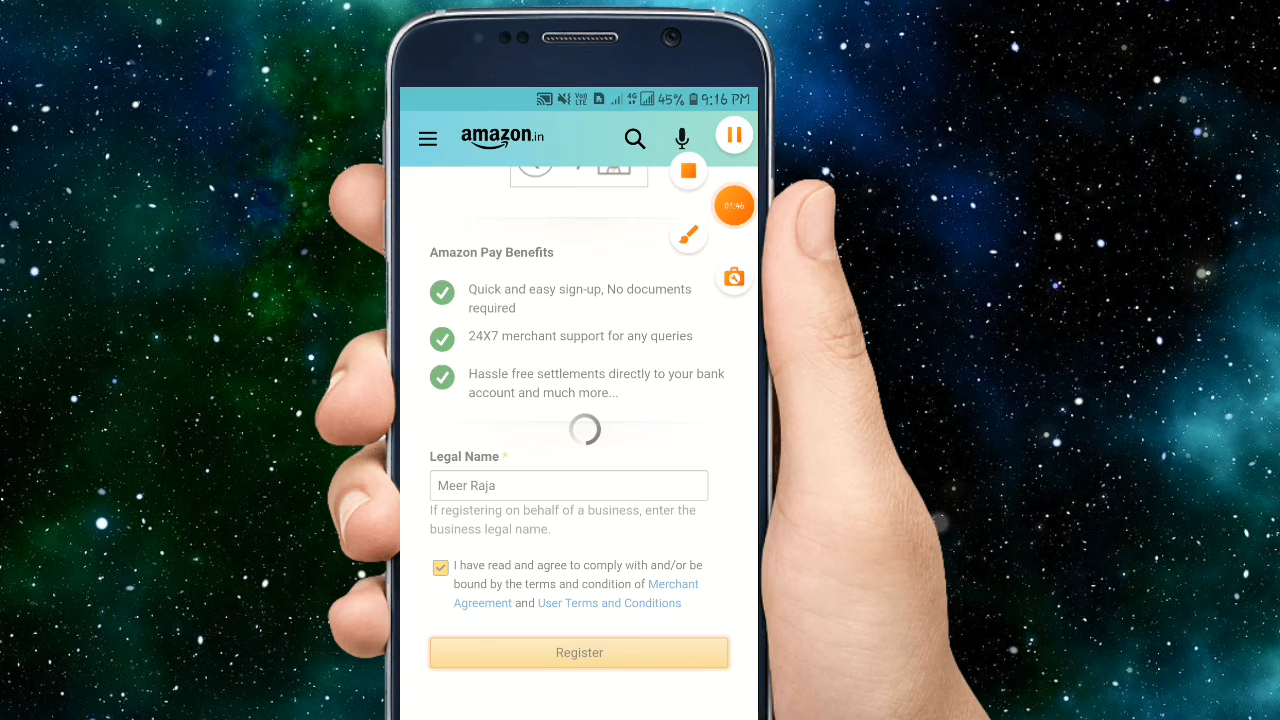 Vo) LTE 4G 45% 9:16 PM
amazon.in
01:46
Amazon Pay Benefits
Quick and easy sign-up, No documents
required
24X7 merchant support for any queries
Hassle free settlements directly to your bank
account and much more...
Legal Name *
Meer Raja
If registering on behalf of a business, enter the
business legal name.
I have read and agree to comply with and/or be
bound by the terms and condition of Merchant
Agreement and User Terms and Conditions
Register